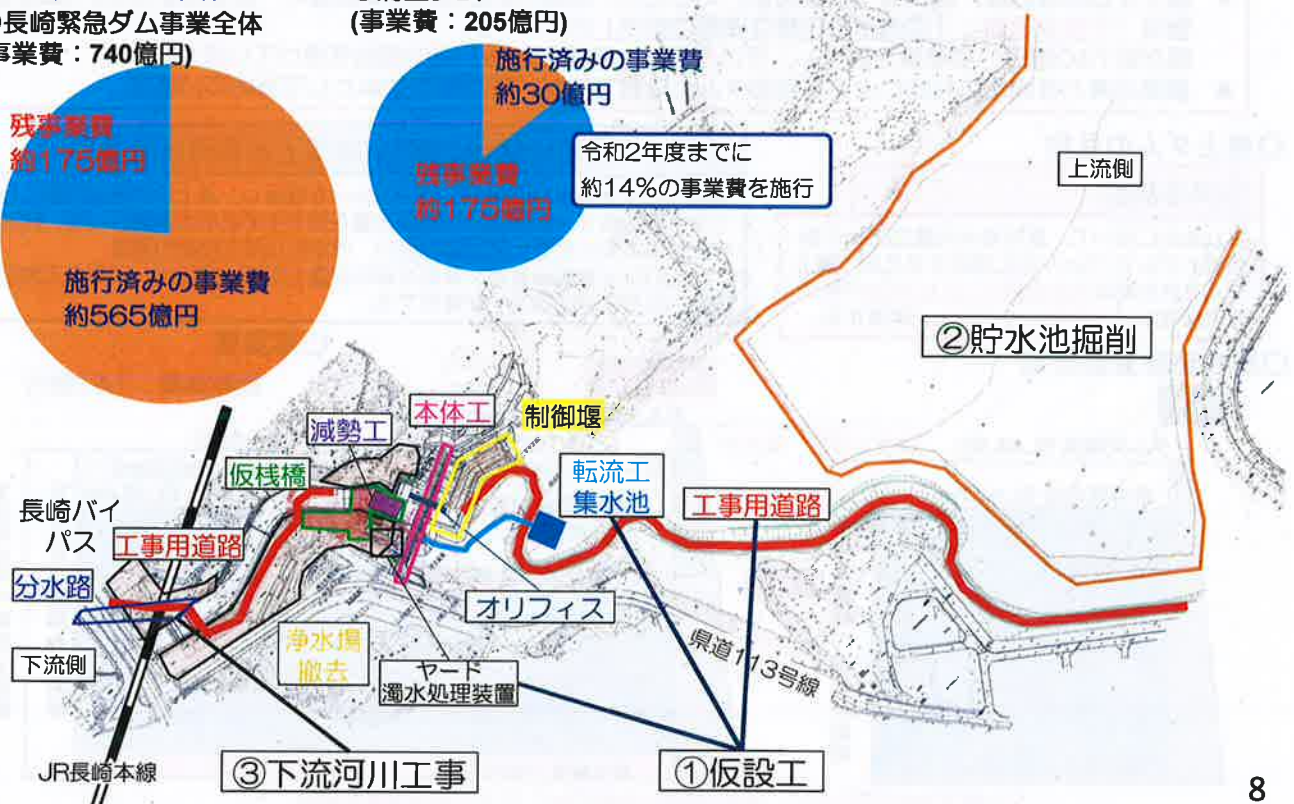 長崎緊急ダム事業全体
事業費：740億円)
(事業費：205億円)
残事業費
約175億円
施行済みの事業費
約565億円
施行済みの事業費
約30億円
残事業費
約175億円
令和2年度までに
約14%の事業費を施行
上流側
②貯水池掘削
本体工
制御堰
減勢工
仮桟橋
転流工
集水池
工事用道路
長崎バイ
パス
工事用道路
分水路
オリフィス
浄水場
撤去
下流側
ヤード
濁水処理装置
県道113号線
JR長崎本線
③下流河川工事
①仮設工
8